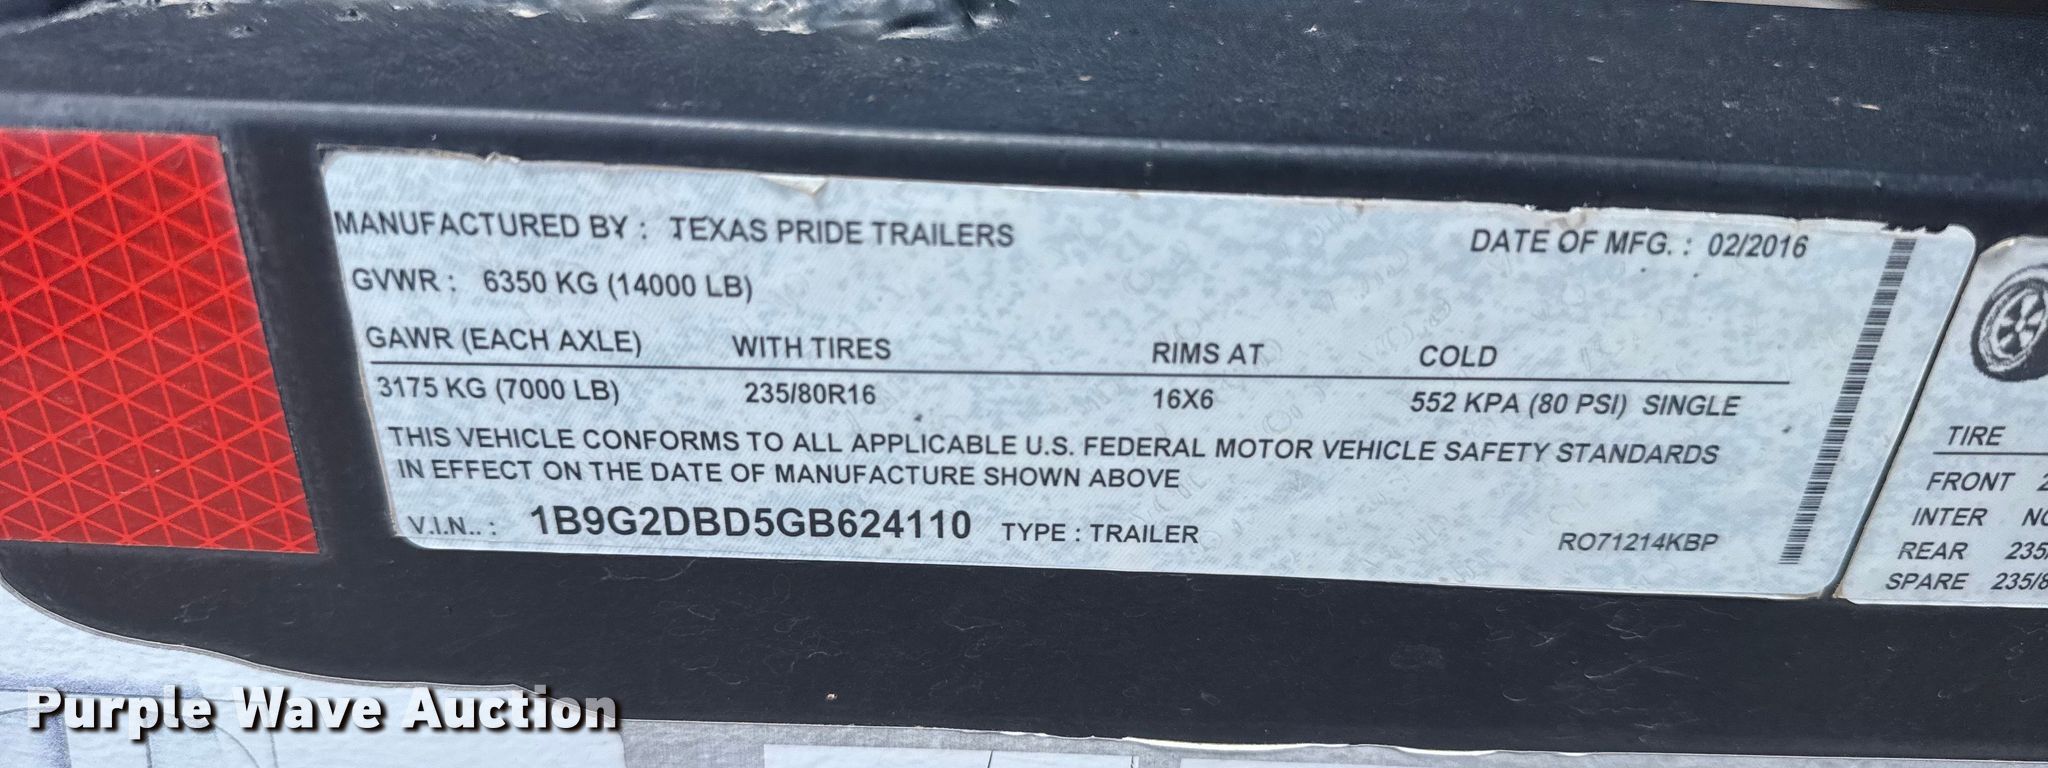 MANUFACTURED BY : TEXAS PRIDE TRAILERS DATE OF MFG. : 02/2016
GVWR : 6350 KG (14000 LB)
GAWR (EACH AXLE) WITH TIRES RIMS AT COLD
3175 KG (7000 LB) 235/80R16 16X6 552 KPA (80 PSI) SINGLE
THIS VEHICLE CONFORMS TO ALL APPLICABLE U.S. FEDERAL MOTOR VEHICLE SAFETY STANDARDS
IN EFFECT ON THE DATE OF MANUFACTURE SHOWN ABOVE
V.I.N.. : 1B9G2DBD5GB624110 TYPE : TRAILER RO71214KBP
TIRE
FRONT
INTER
REAR
SPARE
Purple Wave Auction